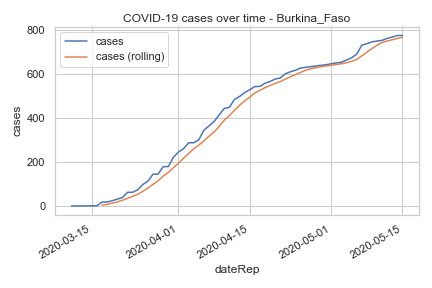 COVID-19 cases over time - Burkina_Faso
cases
cases (rolling)
800
600
400
200
0
cases
2020-03-15
2020-04-01
2020-04-15
2020-05-01
2020-05-15
dateRep